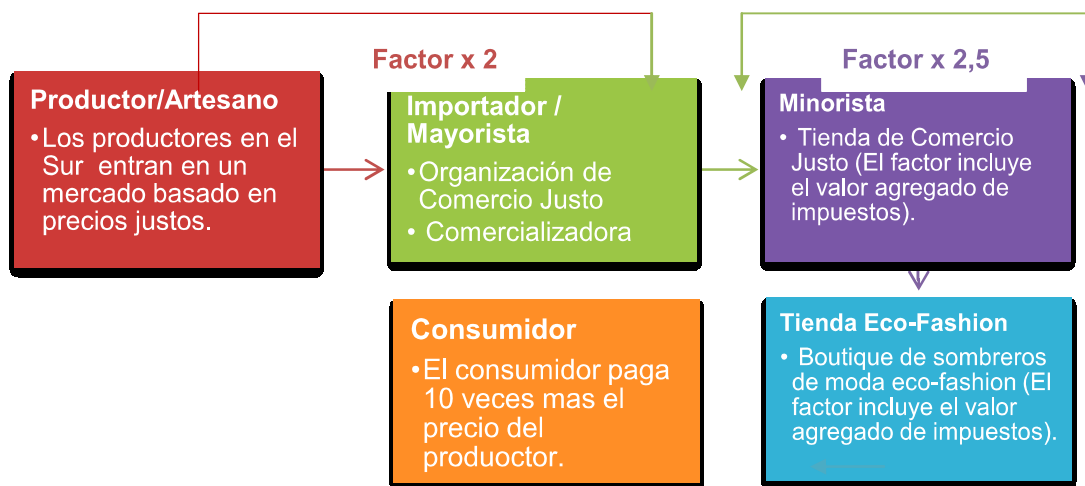 Factor x 2
Factor x 2,5
Productor/Artesano
•Los productores en el
Sur entran en un
mercado basado en
precios justos.
Importador /
Mayorista
•Organización de
Comercio Justo
• Comercializadora
Minorista
• Tienda de Comercio
Justo (El factor incluye
el valor agregado de
impuestos).
Consumidor
•El consumidor paga
10 veces mas el
precio del
produoctor.
Tienda Eco-Fashion
• Boutique de sombreros
de moda eco-fashion (El
factor incluye el valor
agregado de impuestos).